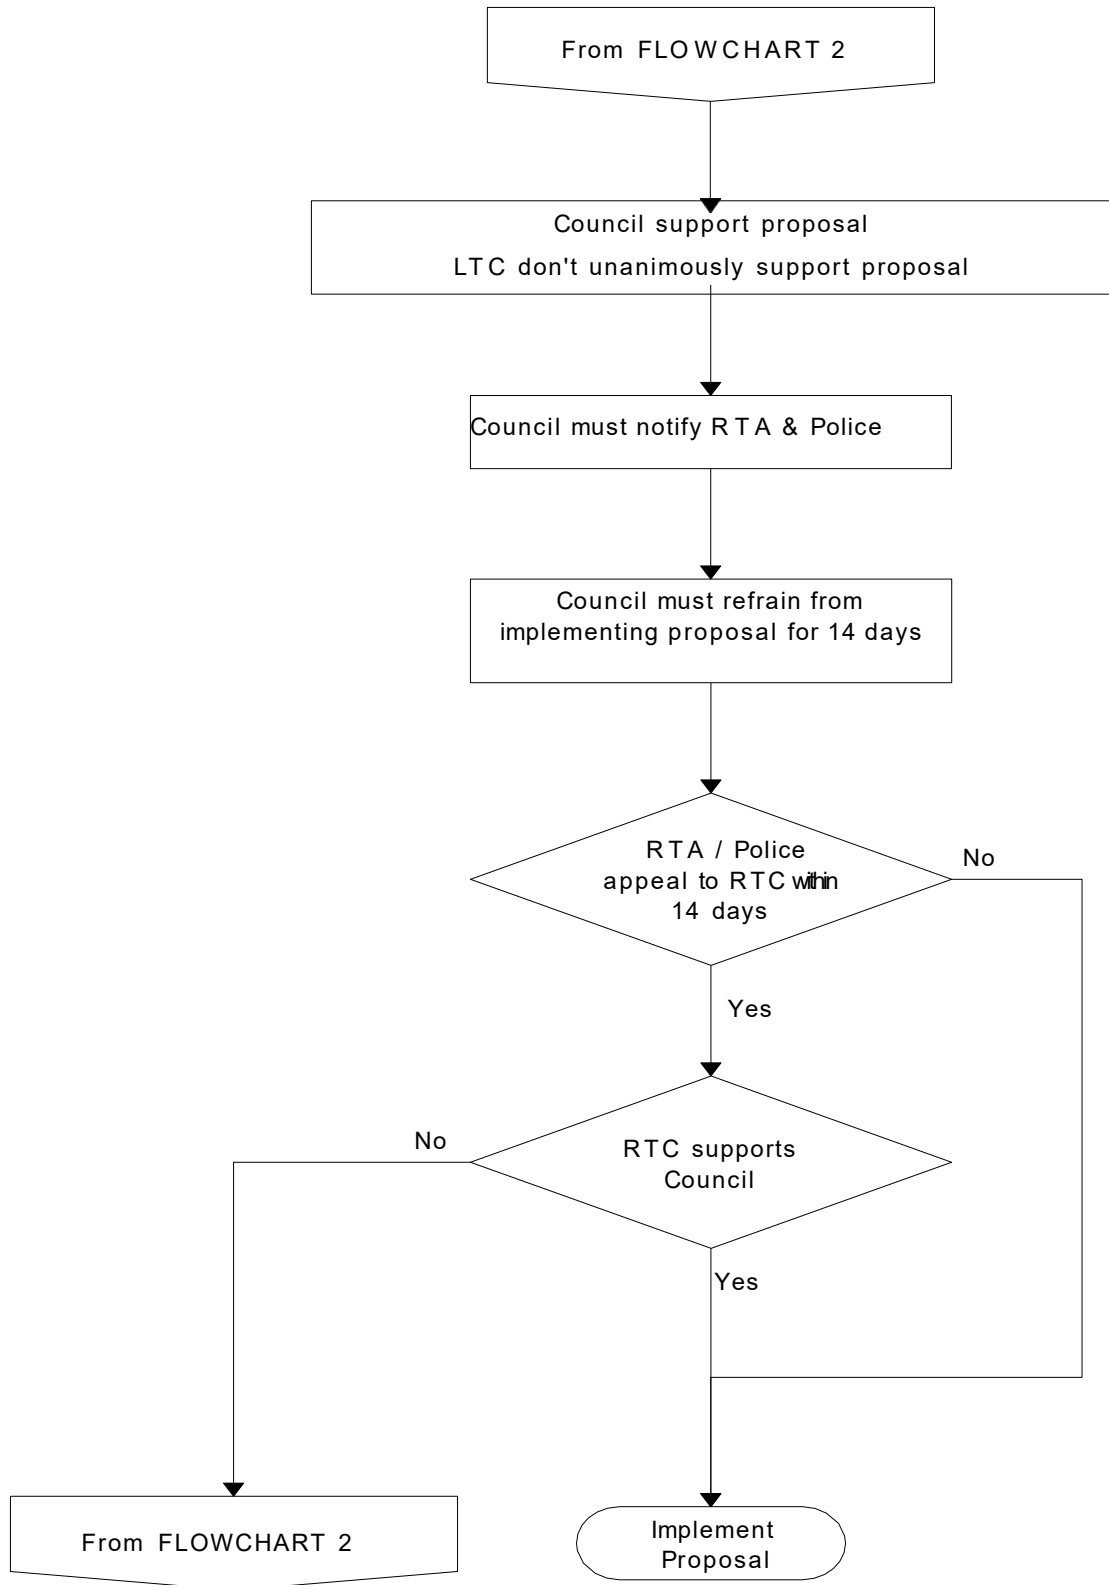 From FLOWCHART 2
Council support proposal
LTC don't unanimously support proposal
Council must notify RTA & Police
Council must refrain from
implementing proposal for 14 days
RTA / Police
appeal to RTC within
14 days
No
Yes
No
RTC supports
Council
Yes
From FLOWCHART 2
Implement
Proposal